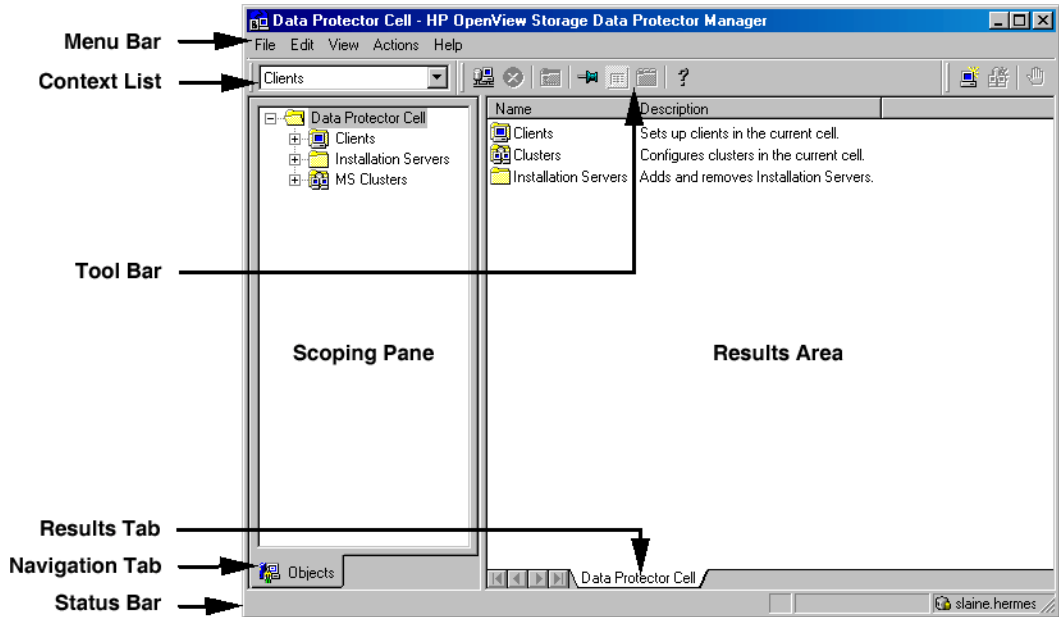 Data Protector Cell - HP OpenView Storage Data Protector Manager
Menu Bar
File Edit View Actions Help
Context List
Clients
?
Data Protector Cell
Clients
Installation Servers
MS Clusters
Name Description
Clients Sets up clients in the current cell.
Clusters Configures clusters in the current cell.
Installation Servers Adds and removes Installation Servers.
Tool Bar
Scoping Pane
Results Area
Results Tab
Navigation Tab
Objects
Data Protector Cell
Status Bar
slaine.hermes